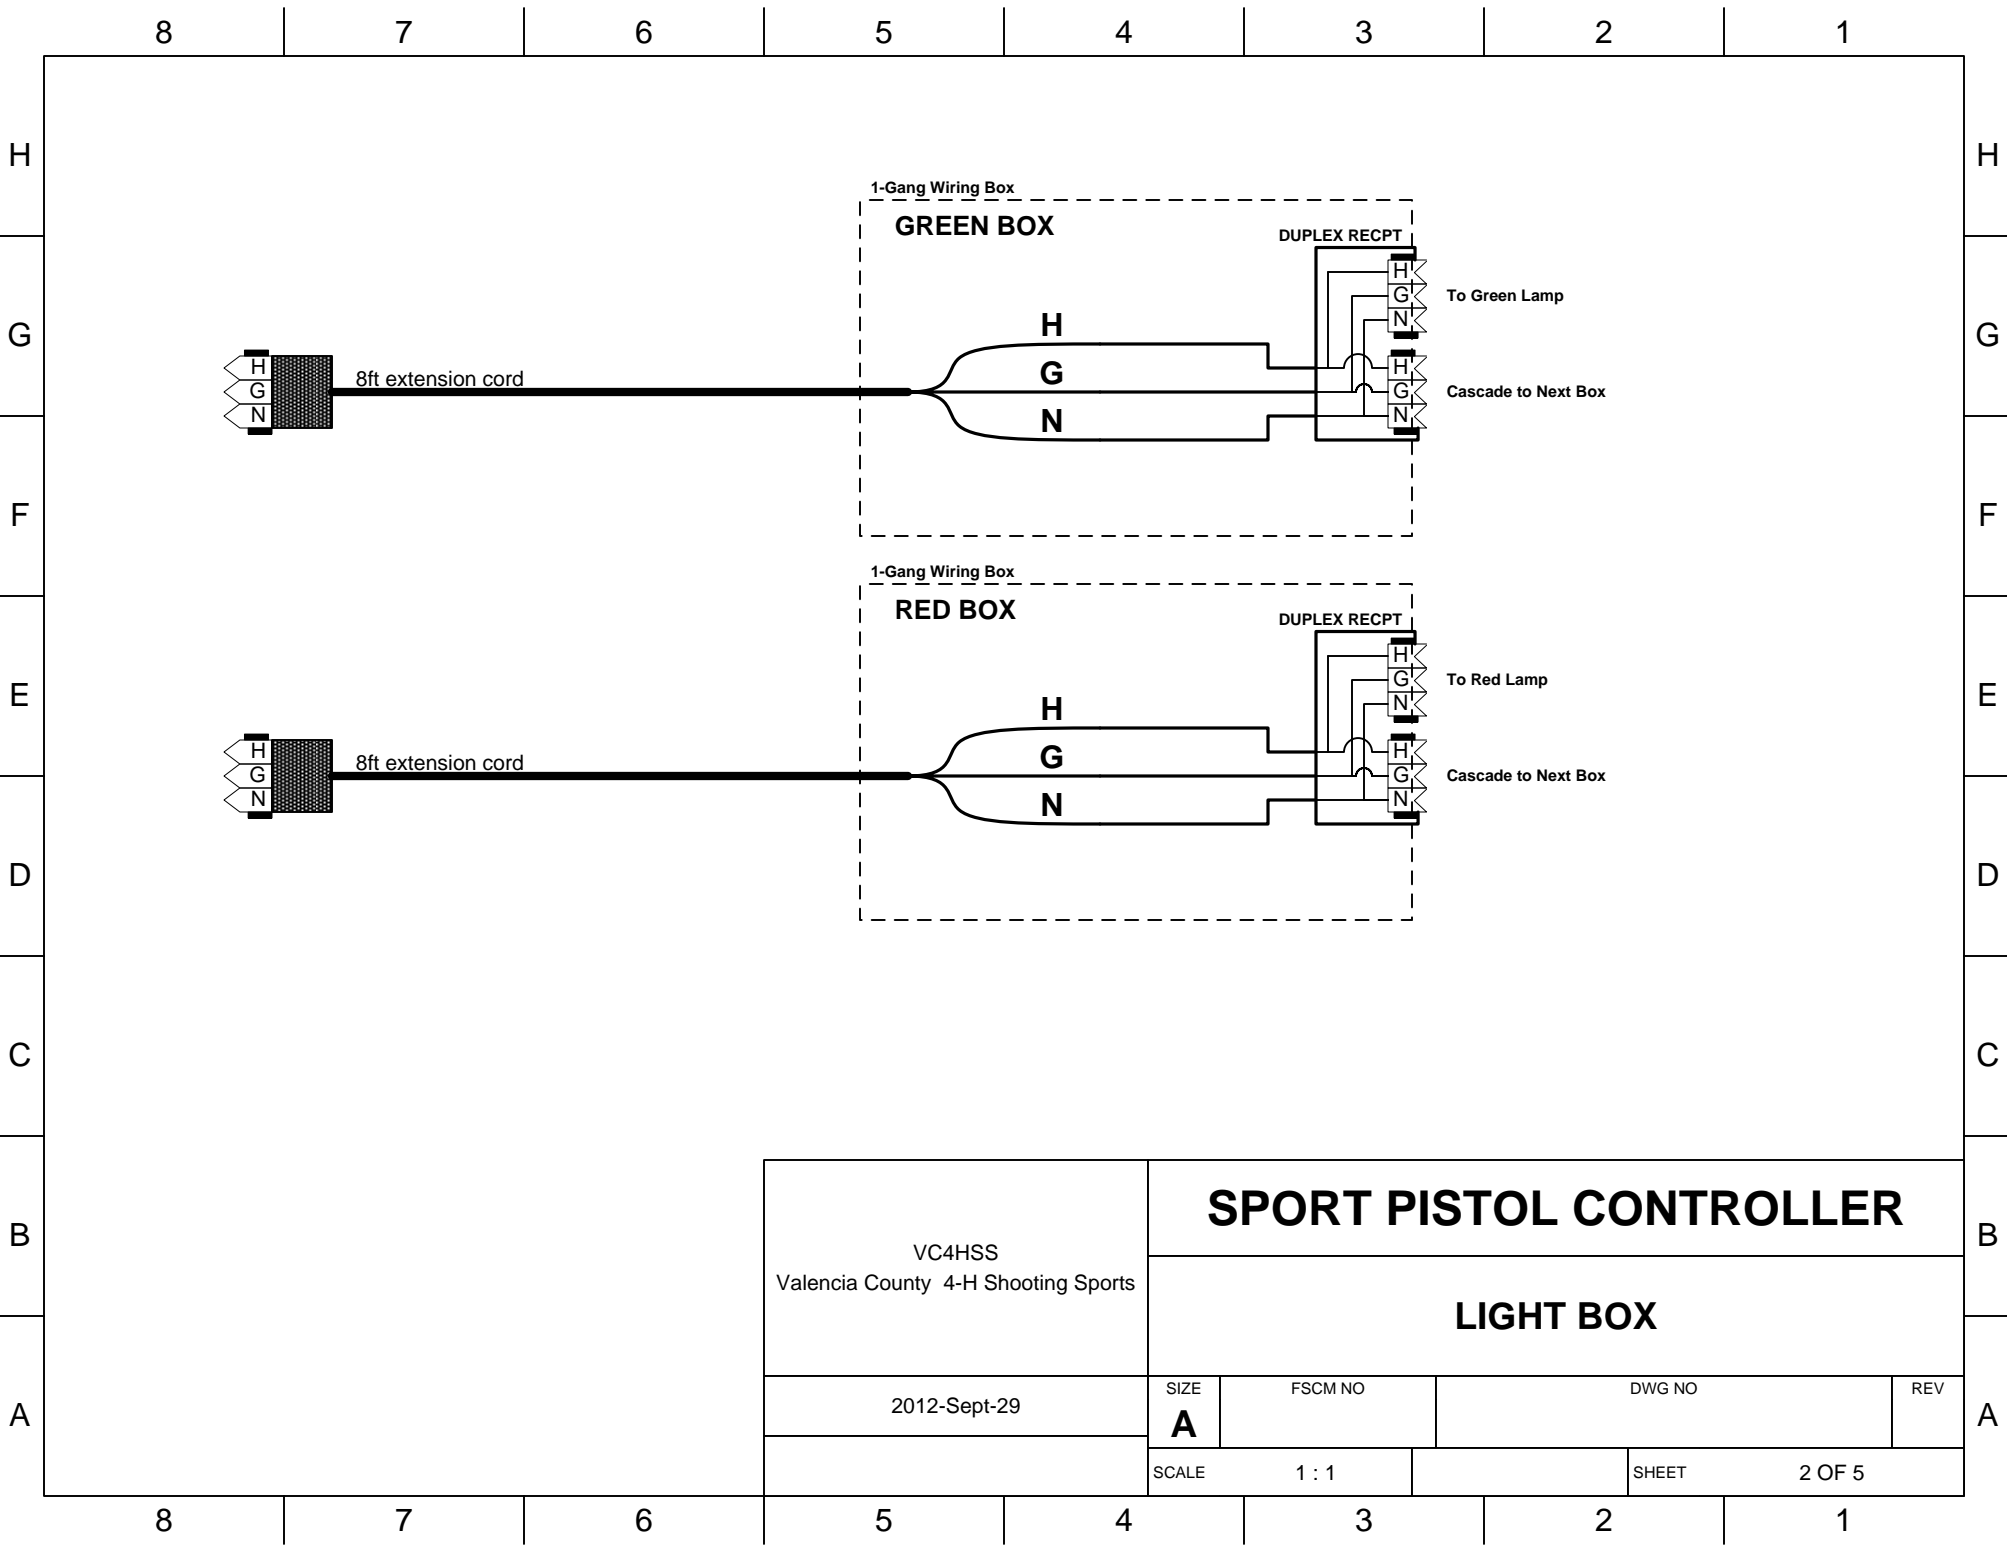 8 7 6 5 4 3 2 1
H H
1-Gang Wiring Box
GREEN BOX
DUPLEX RECPT
H
G
N
To Green Lamp
G G
H
G
N
8ft extension cord
H
G
N
H
G
N
Cascade to Next Box
F F
1-Gang Wiring Box
RED BOX
DUPLEX RECPT
H
G
N
To Red Lamp
E E
H
G
N
8ft extension cord
H
G
N
H
G
N
Cascade to Next Box
D D
C C
B B
VC4HSS
Valencia County 4-H Shooting Sports
SPORT PISTOL CONTROLLER
LIGHT BOX
A A
2012-Sept-29
SIZE
A
FSCM NO
DWG NO
REV
SCALE 1 : 1
SHEET 2 OF 5
8 7 6 5 4 3 2 1